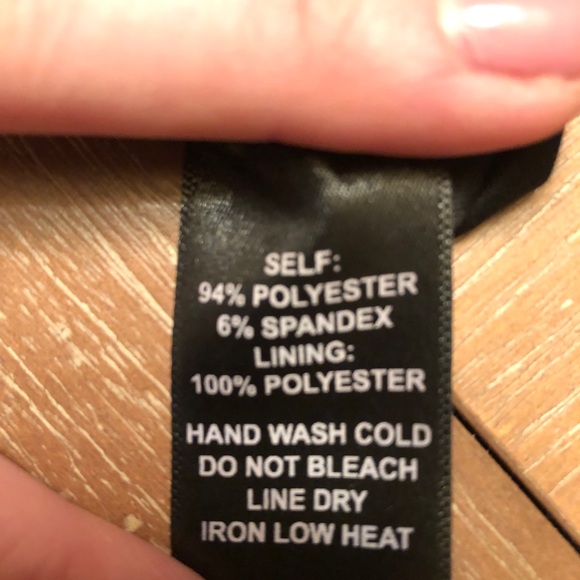 SELF:
94% POLYESTER
6% SPANDEX
LINING:
100% POLYESTER
HAND WASH COLD
DO NOT BLEACH
LINE DRY
IRON LOW HEAT